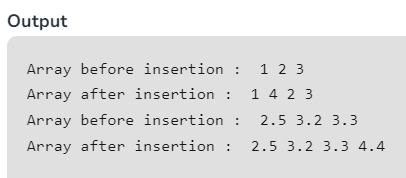 Output
Array before insertion :  1 2 3
Array after insertion :  1 4 2 3
Array before insertion :  2.5 3.2 3.3
Array after insertion :  2.5 3.2 3.3 4.4